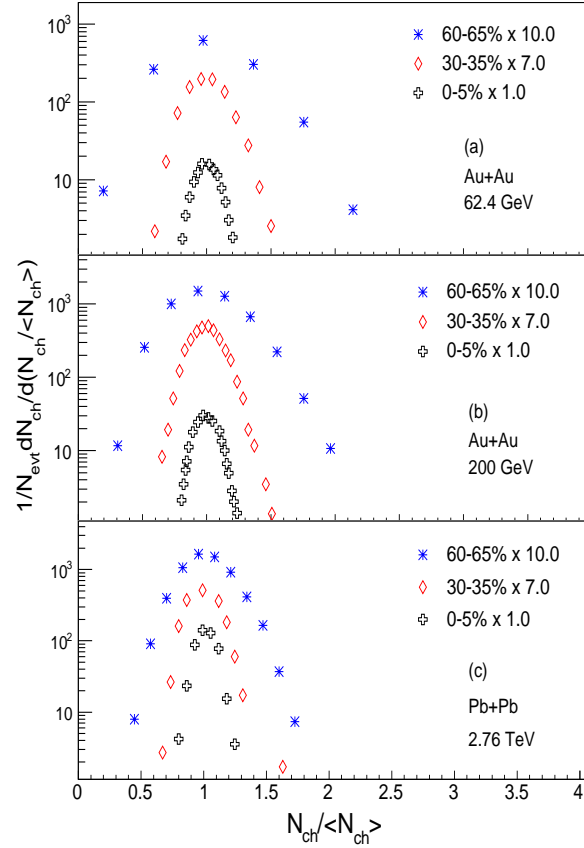 10³
10²
10
60-65% x 10.0
30-35% x 7.0
0-5% x 1.0
(a)
Au+Au
62.4 GeV
10³
10²
10
60-65% x 10.0
30-35% x 7.0
0-5% x 1.0
(b)
Au+Au
200 GeV
10³
10²
10
60-65% x 10.0
30-35% x 7.0
0-5% x 1.0
(c)
Pb+Pb
2.76 TeV
1/N_evt dN_ch/d(N_ch/<N_ch>)
0 0.5 1 1.5 2 2.5 3 3.5 4
N_ch/<N_ch>